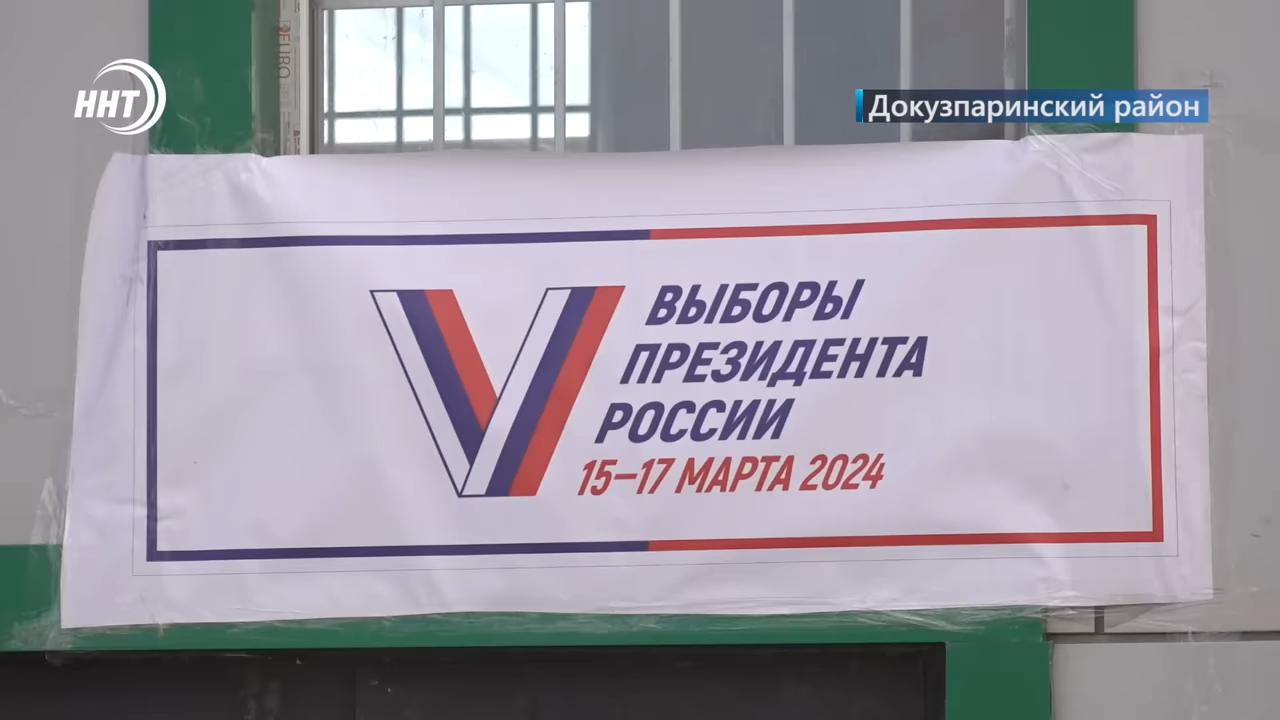 ННТ
Докузпаринский район
ВЫБОРЫ
ПРЕЗИДЕНТА
РОССИИ
15–17 МАРТА 2024